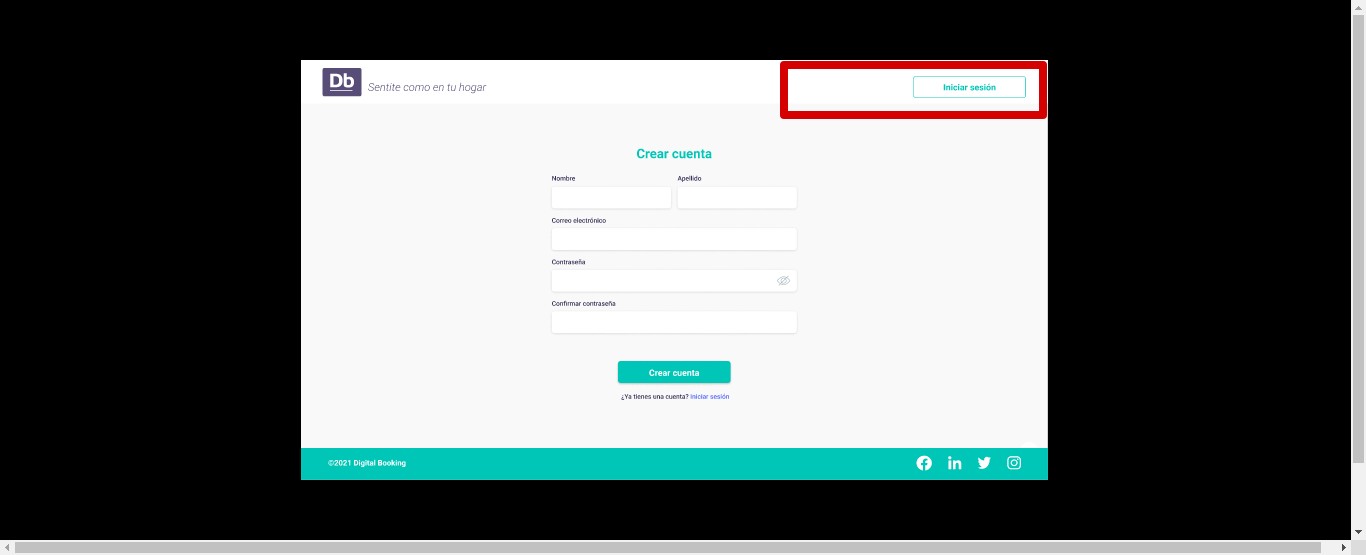 Db
Sentite como en tu hogar
Iniciar sesión
Crear cuenta
Nombre
Apellido
Correo electrónico
Contraseña
Confirmar contraseña
Crear cuenta
¿Ya tienes una cuenta? Iniciar sesión
©2021 Digital Booking